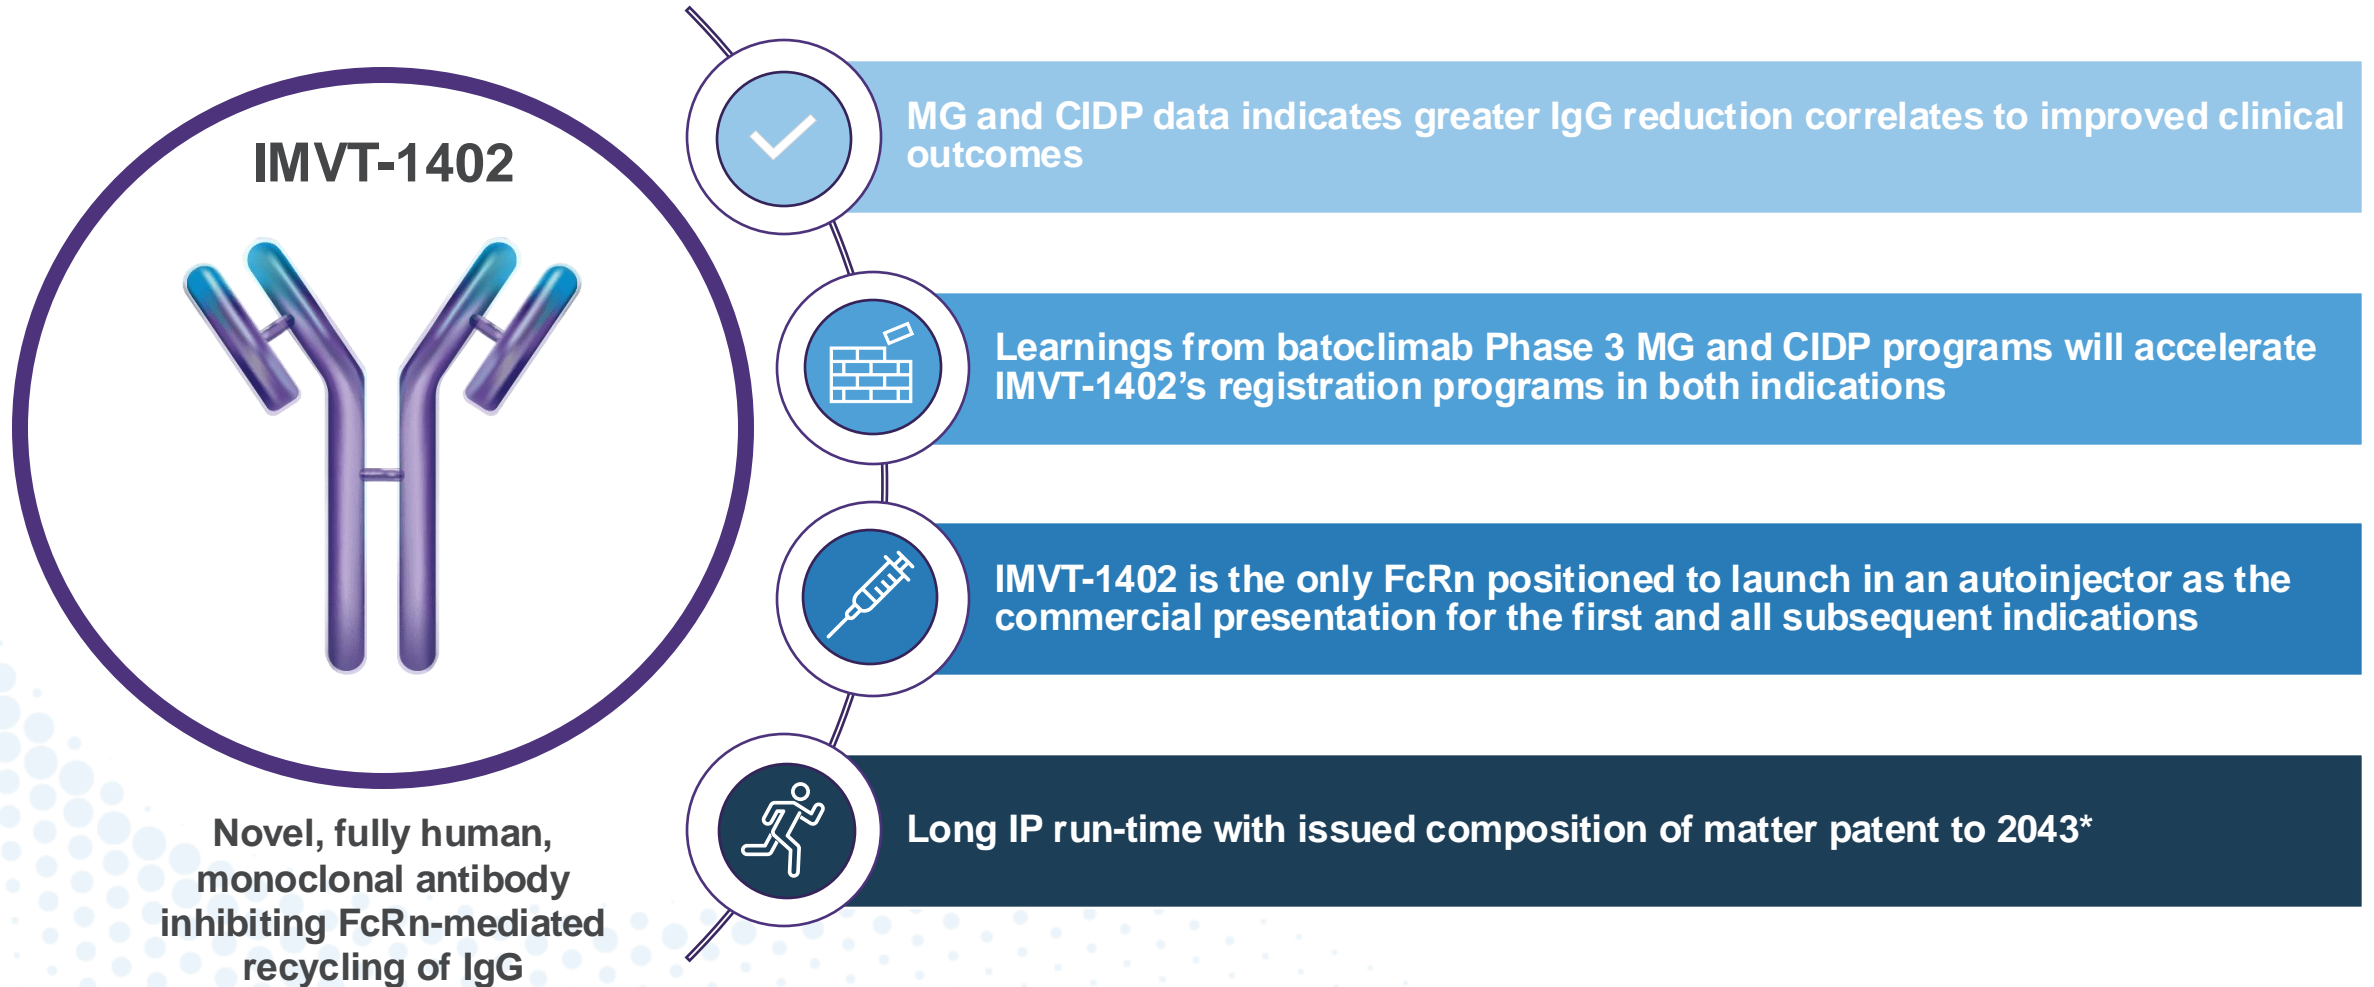 IMVT-1402
Novel, fully human,
monoclonal antibody
inhibiting FcRn-mediated
recycling of IgG
MG and CIDP data indicates greater IgG reduction correlates to improved clinical
outcomes
Learnings from batoclimab Phase 3 MG and CIDP programs will accelerate
IMVT-1402’s registration programs in both indications
IMVT-1402 is the only FcRn positioned to launch in an autoinjector as the
commercial presentation for the first and all subsequent indications
Long IP run-time with issued composition of matter patent to 2043*